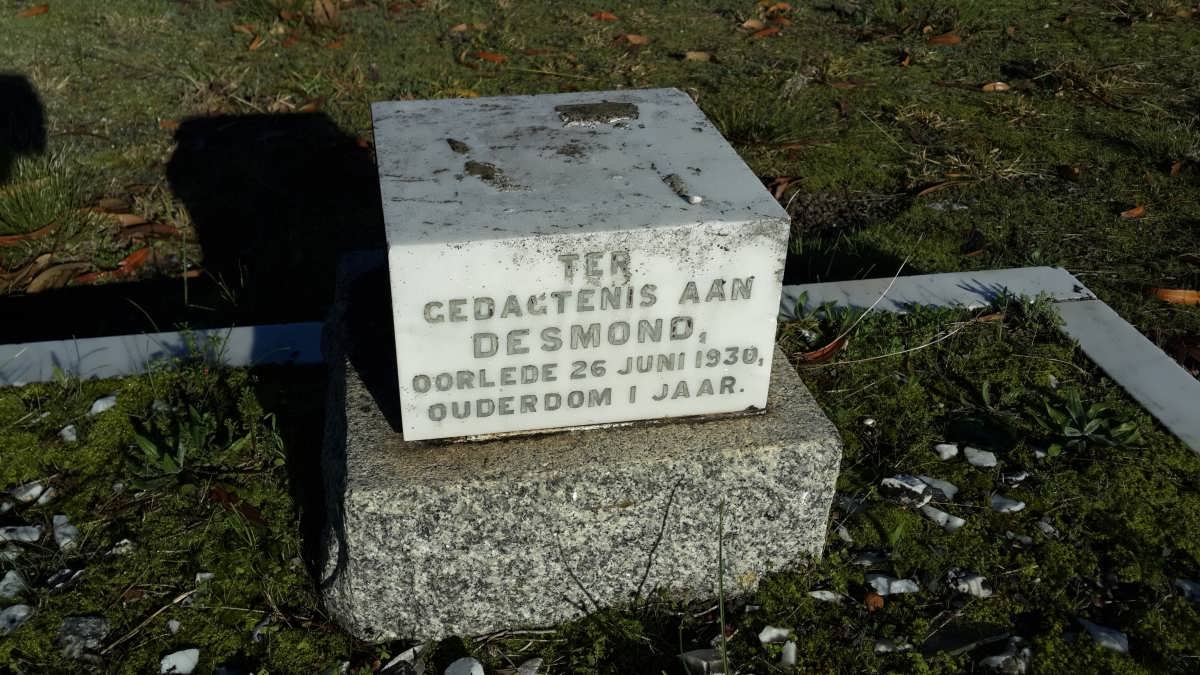 TER
GEDAGTENIS AAN
DESMOND,
OORLEDE 26 JUNI 1930,
OUDERDOM 1 JAAR.